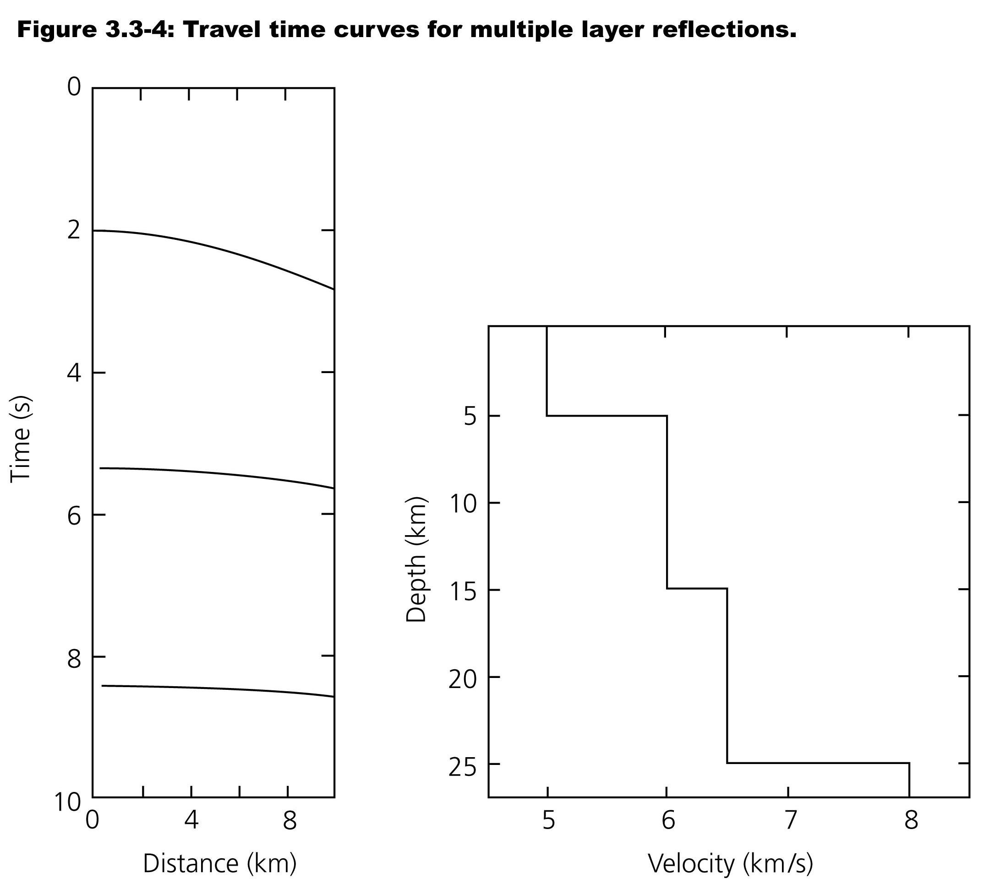 Figure 3.3-4: Travel time curves for multiple layer reflections.
0
2
4
6
8
10
Time (s)
0 4 8
Distance (km)
5
10
15
20
25
Depth (km)
5 6 7 8
Velocity (km/s)